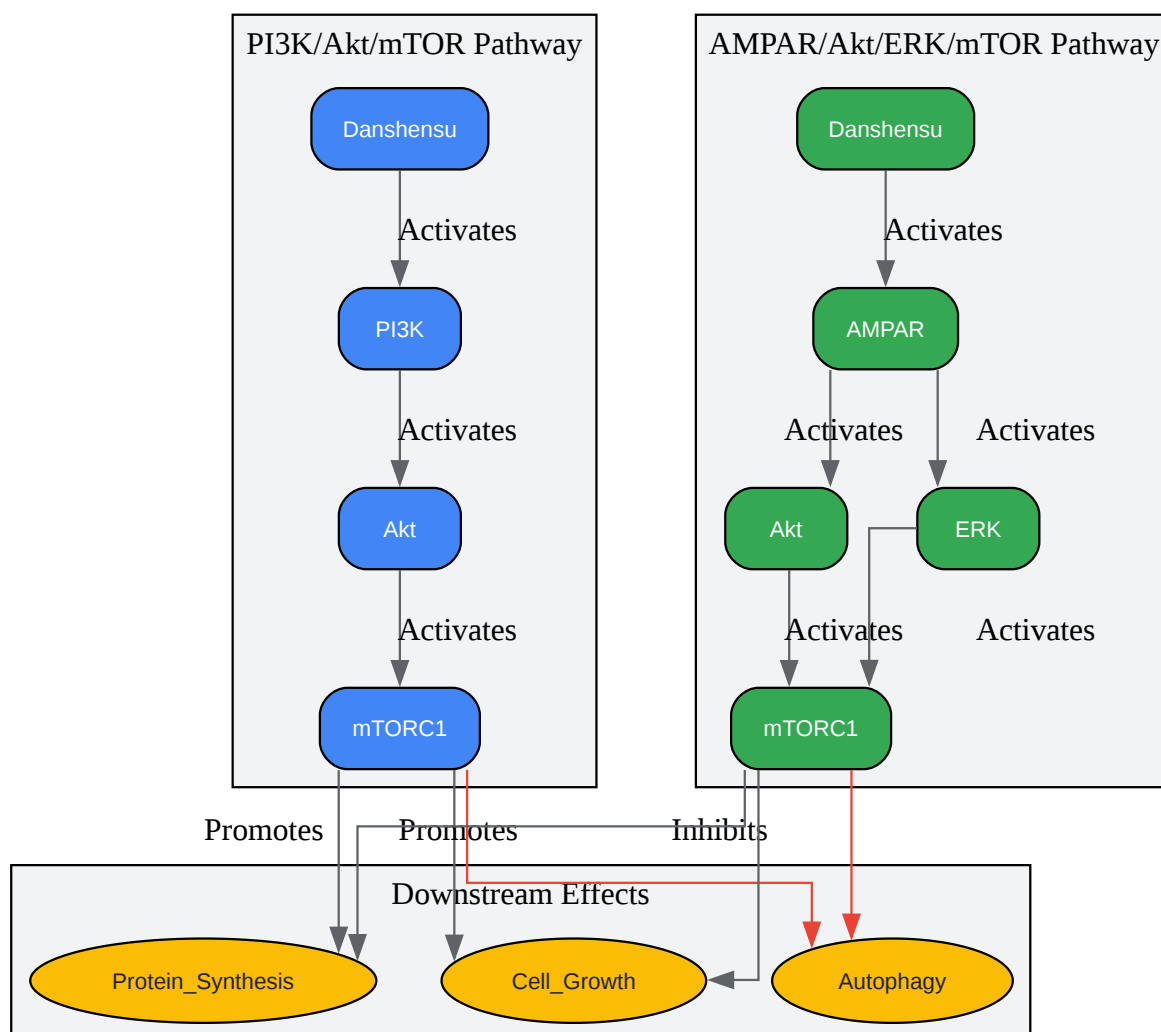 PI3K/Akt/mTOR Pathway
AMPAR/Akt/ERK/mTOR Pathway
Danshensu
Danshensu
Activates
Activates
PI3K
AMPAR
Activates
Activates
Activates
Akt
Akt
ERK
Activates
Activates
Activates
mTORC1
mTORC1
Promotes
Promotes
Inhibits
Downstream Effects
Protein_Synthesis
Cell_Growth
Autophagy